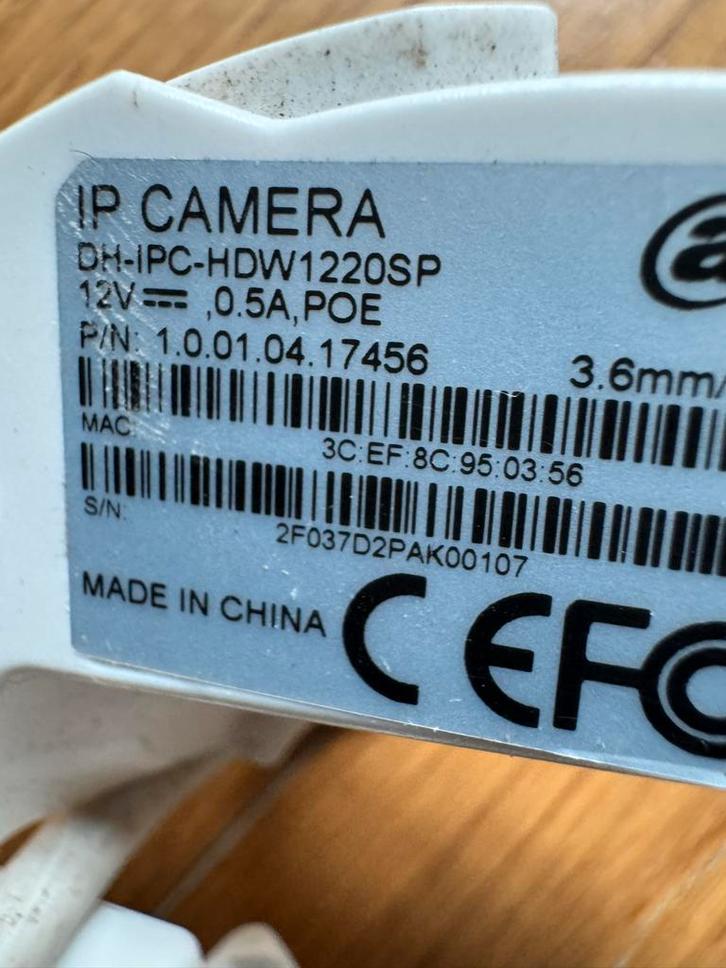 IP CAMERA
DH-IPC-HDW1220SP
12V⎓,0.5A,POE
P/N: 1.0.01.04.17456 3.6mm/
MAC: 3C:EF:8C:95:03:56
S/N: 2F037D2PAK00107
MADE IN CHINA CE FC